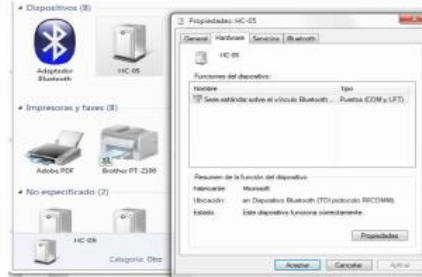 Dispositivos (8)
Adaptador
Bluetooth
HC-05
Impresoras y faxes (8)
Adobe PDF
Brother PT-2100
No especificado (2)
HC-05
Categoría: Otro
Propiedades: HC-05
General Hardware Servicios Bluetooth
HC-05
Funciones del dispositivo:
Nombre Tipo
Serie estándar sobre el vínculo Bluetooth... Puertos (COM y LPT)
Resumen de la función del dispositivo
Fabricante: Microsoft
Ubicación: en Dispositivo Bluetooth (TDI protocolo RFCOMM)
Estado: Este dispositivo funciona correctamente.
Propiedades
Aceptar Cancelar Aplicar